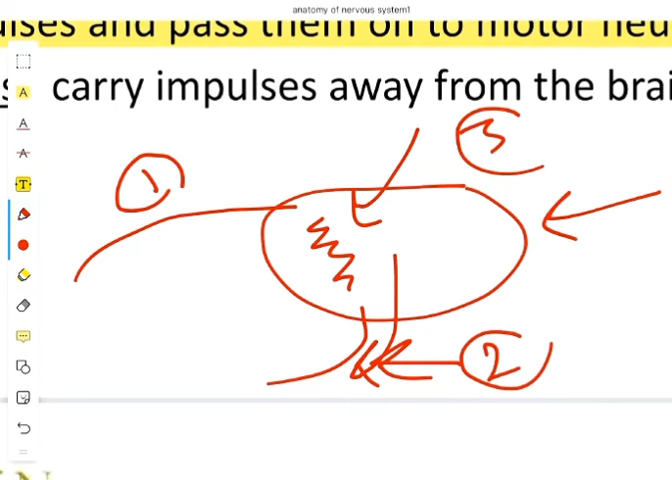 anatomy of nervous system1
lses and pass them on to motor neu
carry impulses away from the brai
1
3
2